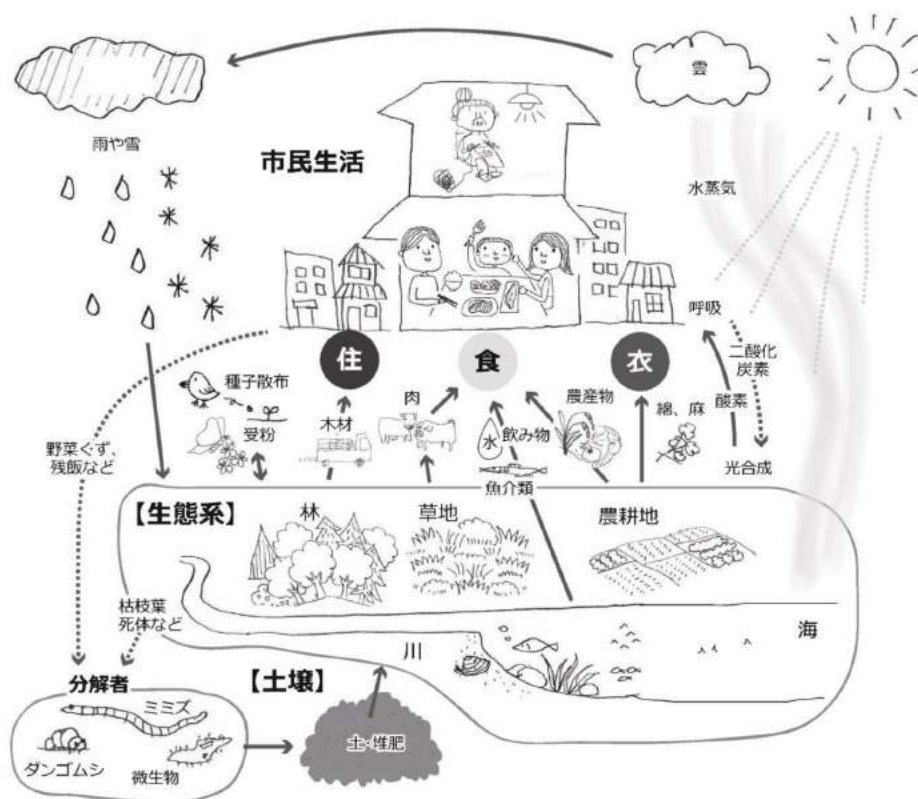 雲
雨や雪
市民生活
水蒸気
呼吸
二酸化
炭素
酸素
光合成
住
食
衣
種子散布
受粉
木材
肉
水
飲み物
魚介類
農産物
綿、麻
野菜くず、
残飯など
【生態系】
林
草地
農耕地
枯枝葉
死体など
川
海
分解者
【土壌】
ミミズ
ダンゴムシ
微生物
土・堆肥